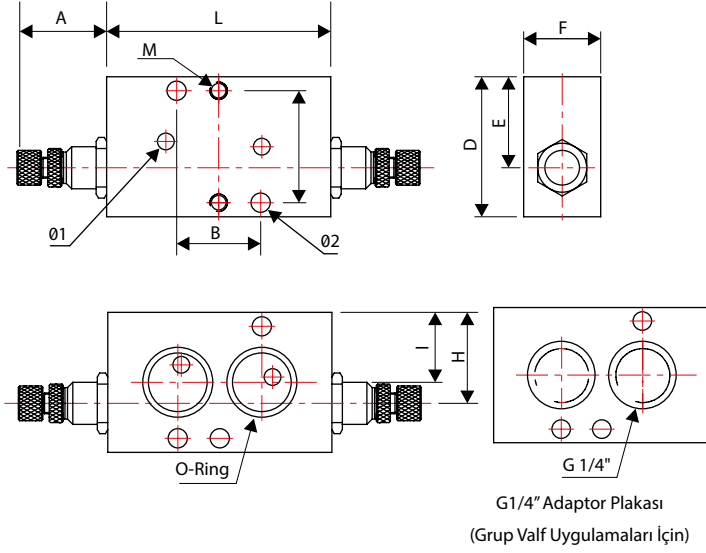 A
L
M
F
D
E
Ø1
B
Ø2
I
H
O-Ring
G 1/4"
G1/4” Adaptor Plakası
(Grup Valf Uygulamaları İçin)